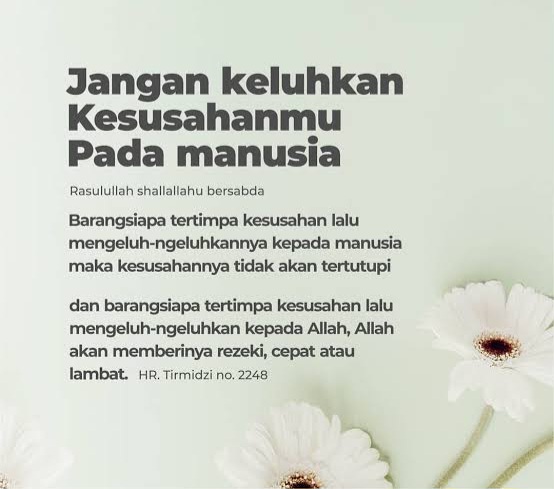 Jangan keluhkan
Kesusahanmu
Pada manusia
Rasulullah shallallahu bersabda
Barangsiapa tertimpa kesusahan lalu
mengeluh-ngeluhkannya kepada manusia
maka kesusahannya tidak akan tertutupi
dan barangsiapa tertimpa kesusahan lalu
mengeluh-ngeluhkan kepada Allah, Allah
akan memberinya rezeki, cepat atau
lambat. HR. Tirmidzi no. 2248